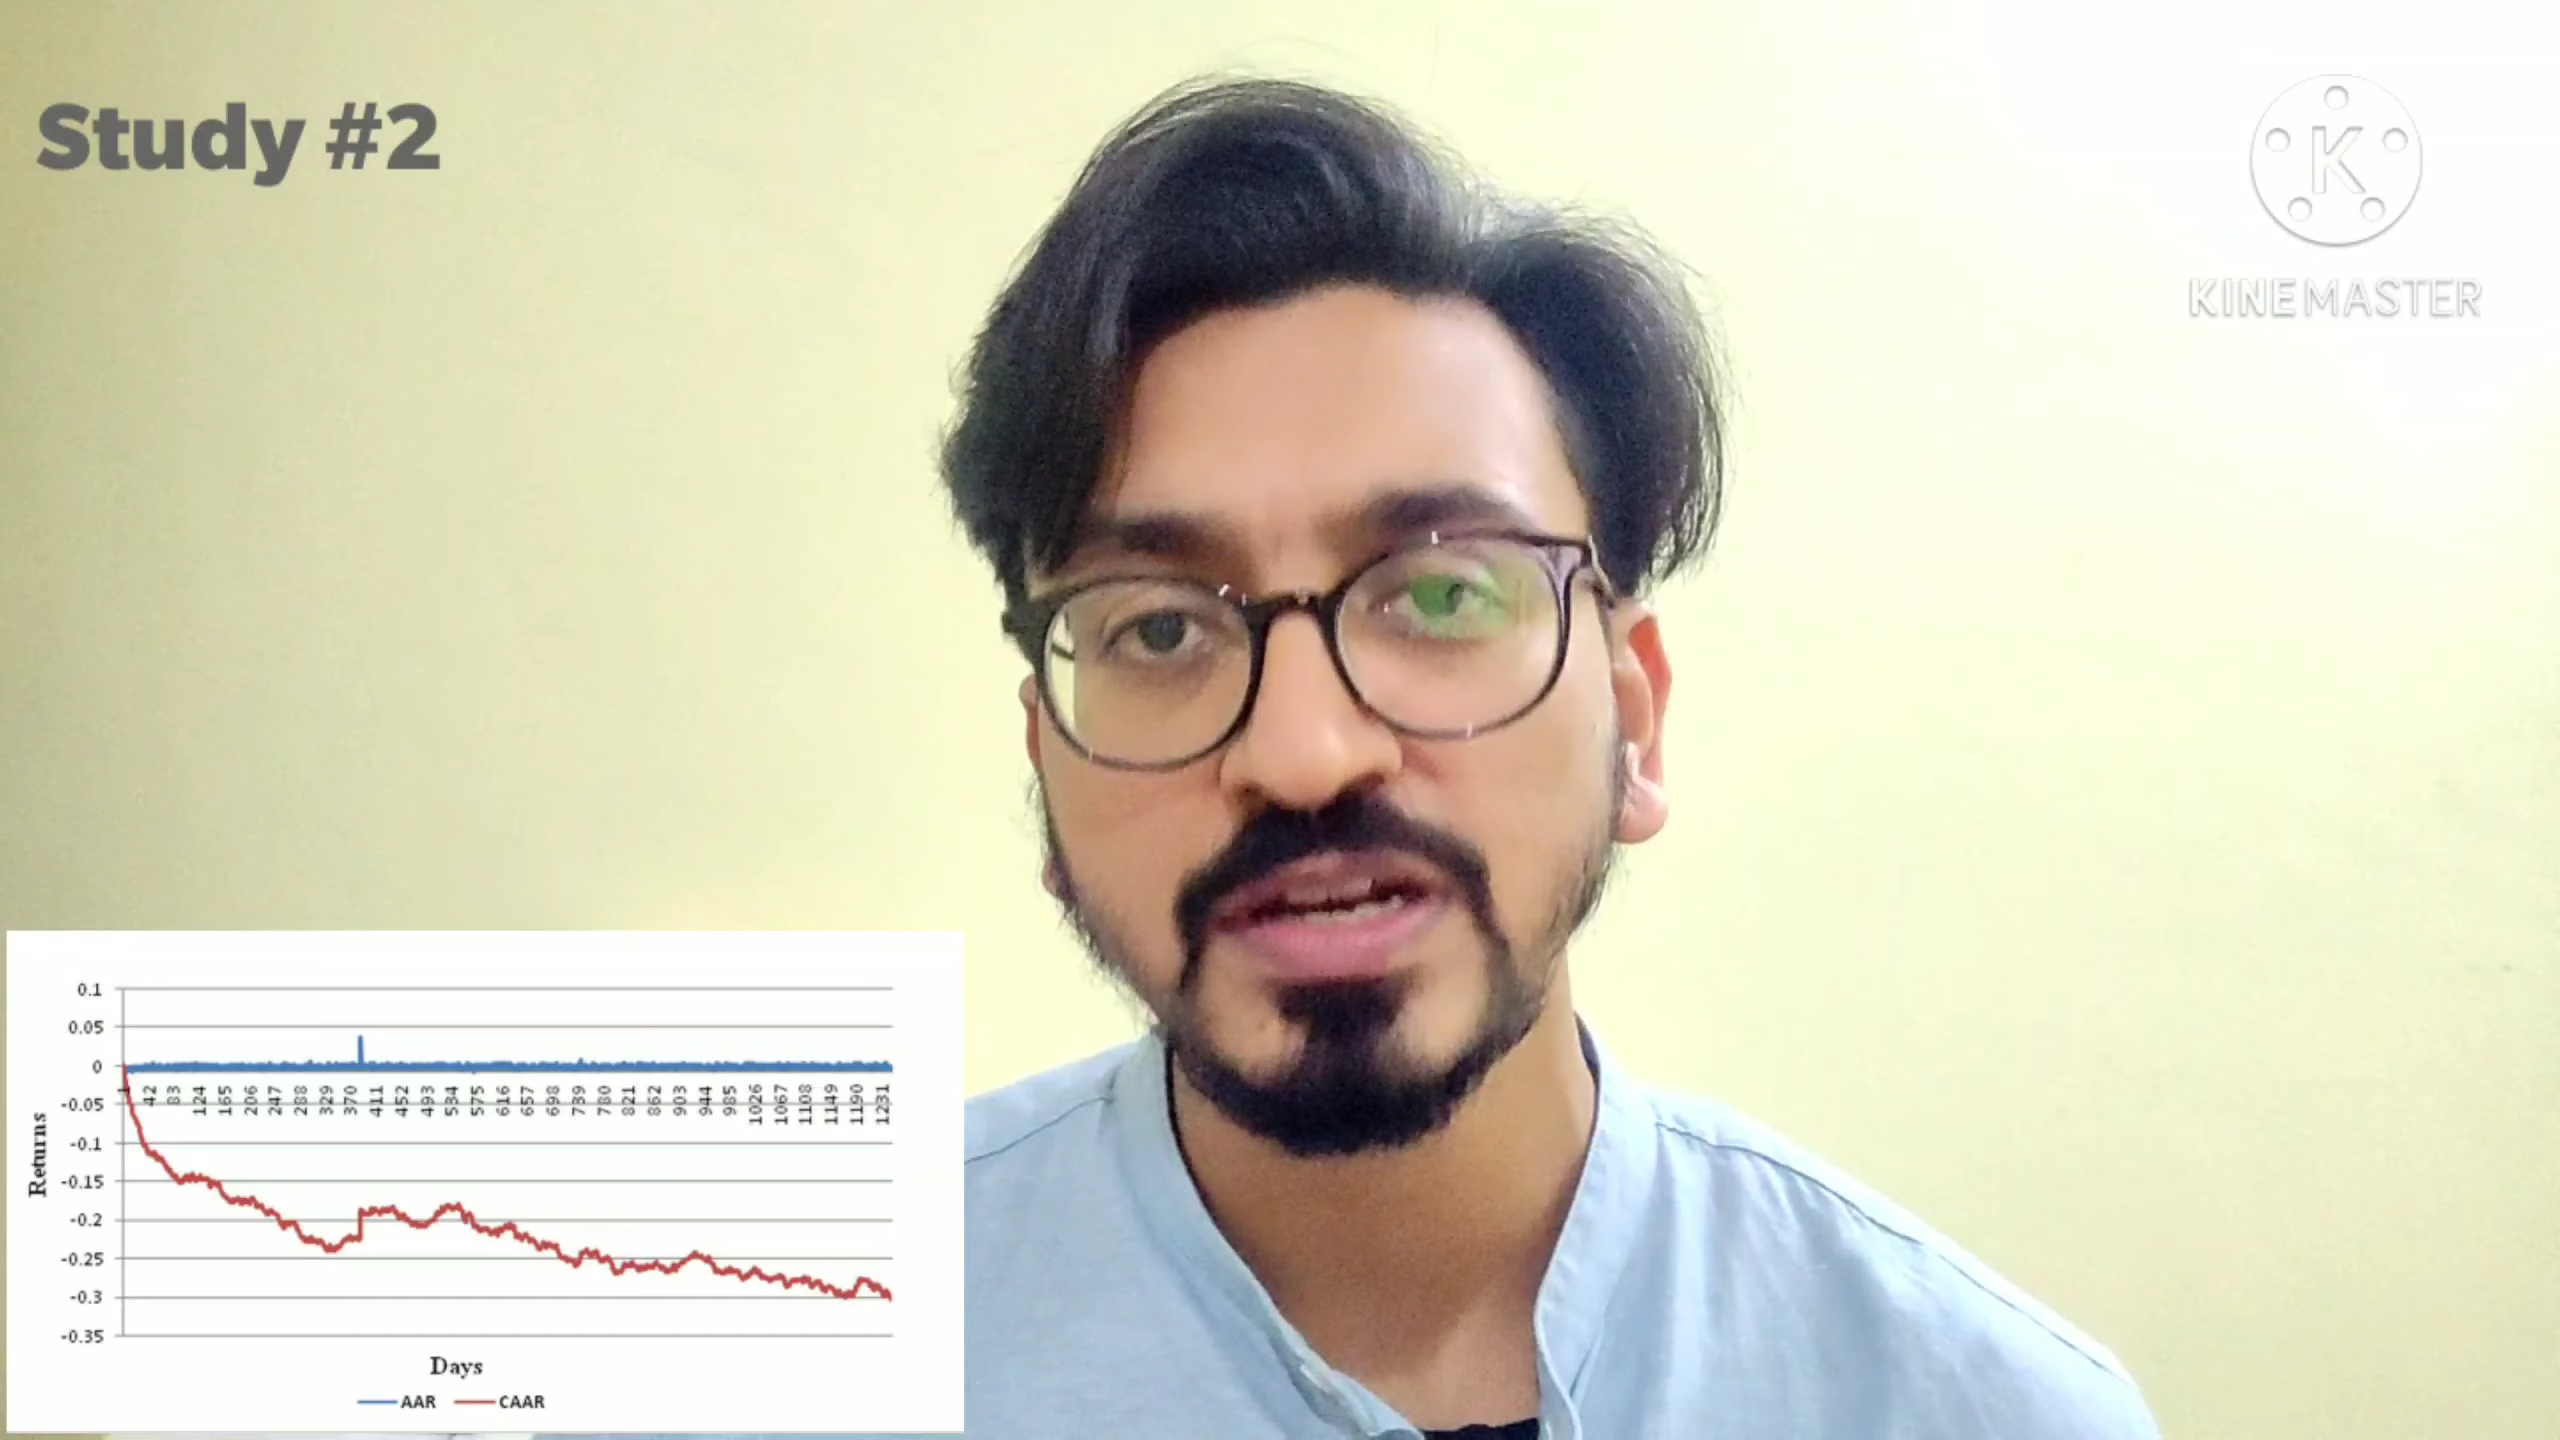 Study #2
K
KINEMASTER
0.1
0.05
0
-0.05
-0.1
-0.15
-0.2
-0.25
-0.3
-0.35
Returns
1 42 83 124 165 206 247 288 329 370 411 452 493 534 575 616 657 698 739 780 821 862 903 944 985 1026 1067 1108 1149 1190 1231
Days
AAR CAAR